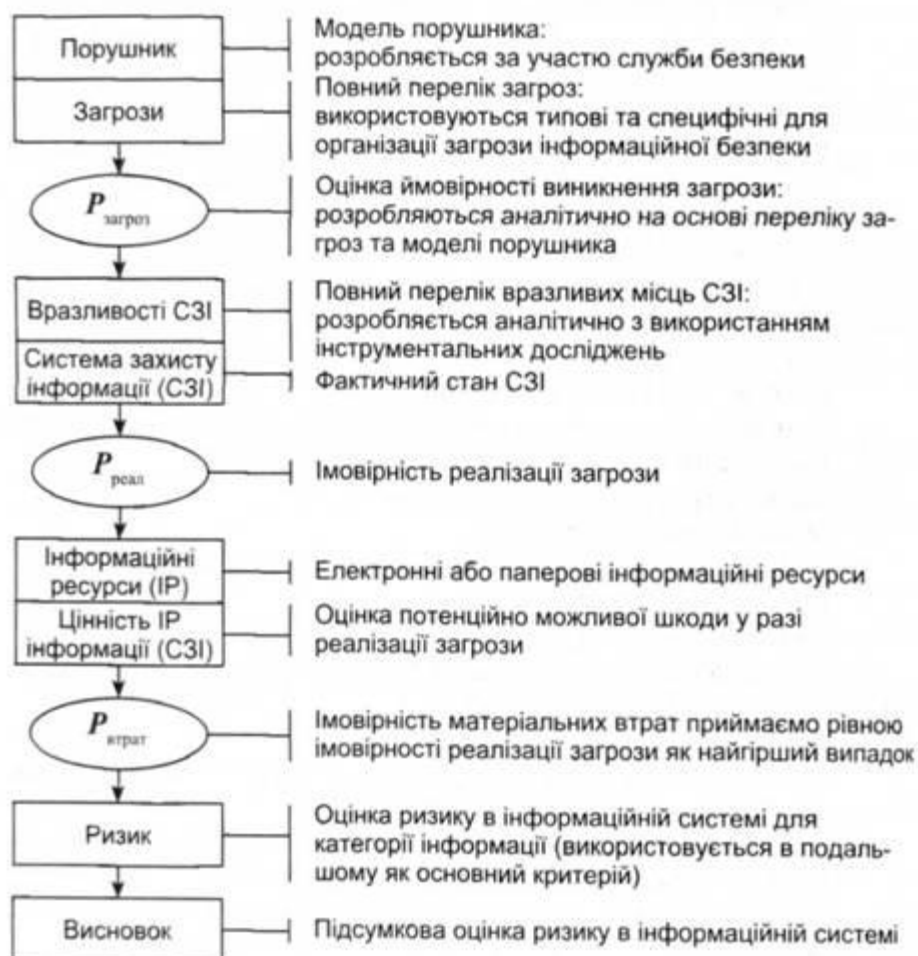 Порушник
Модель порушника:
розробляється за участю служби безпеки
Загрози
Повний перелік загроз:
використовуються типові та специфічні для
організації загрози інформаційної безпеки
P загроз
Оцінка ймовірності виникнення загрози:
розробляються аналітично на основі переліку за-
гроз та моделі порушника
Вразливості СЗІ
Повний перелік вразливих місць СЗІ:
розробляється аналітично з використанням
інструментальних досліджень
Система захисту
інформації (СЗІ)
Фактичний стан СЗІ
P реал
Імовірність реалізації загрози
Інформаційні
ресурси (ІР)
Електронні або паперові інформаційні ресурси
Цінність ІР
інформації (СЗІ)
Оцінка потенційно можливої шкоди у разі
реалізації загрози
P втрат
Імовірність матеріальних втрат приймаємо рівною
імовірності реалізації загрози як найгірший випадок
Ризик
Оцінка ризику в інформаційній системі для
категорії інформації (використовується в подаль-
шому як основний критерій)
Висновок
Підсумкова оцінка ризику в інформаційній системі